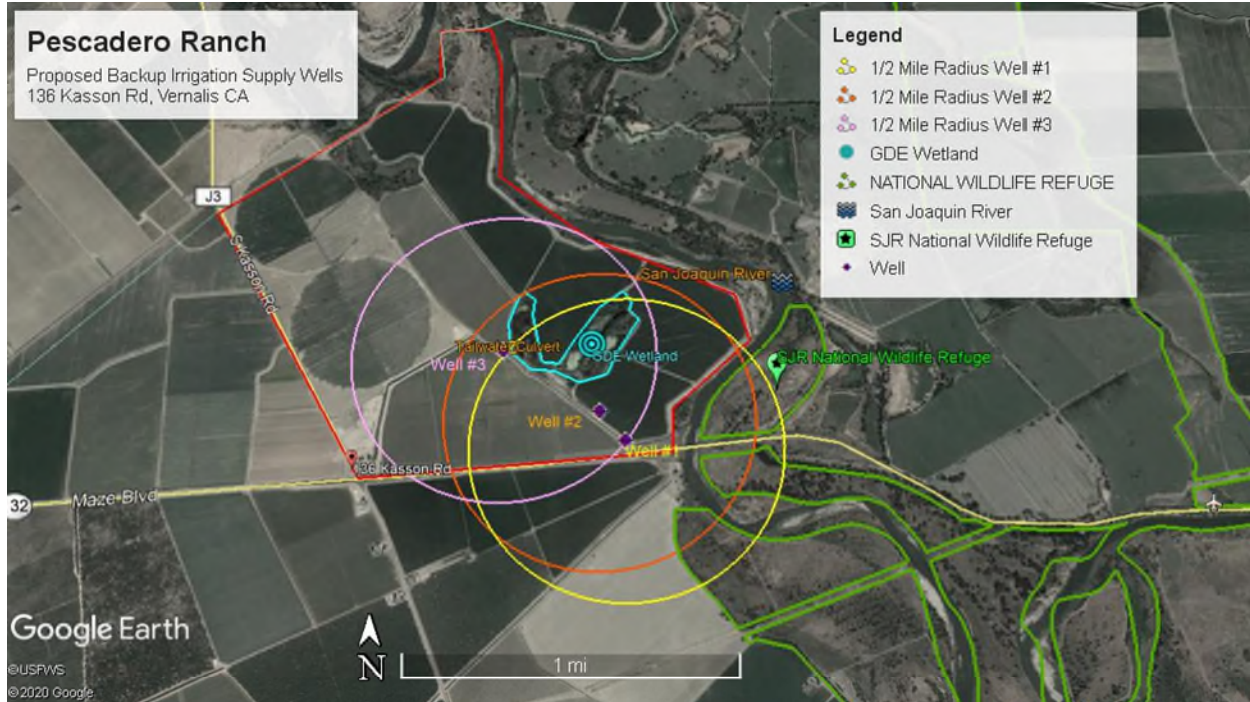 Pescadero Ranch
Proposed Backup Irrigation Supply Wells
136 Kasson Rd, Vernalis CA
Legend
1/2 Mile Radius Well #1
1/2 Mile Radius Well #2
1/2 Mile Radius Well #3
GDE Wetland
NATIONAL WILDLIFE REFUGE
San Joaquin River
SJR National Wildlife Refuge
Well
J3
S Kasson Rd
San Joaquin River
Tailwater Culvert
GDE Wetland
Well #3
SJR National Wildlife Refuge
Well #2
Well #1
136 Kasson Rd
32
Maze Blvd
Google Earth
N
1 mi
©USFWS
©2020 Google